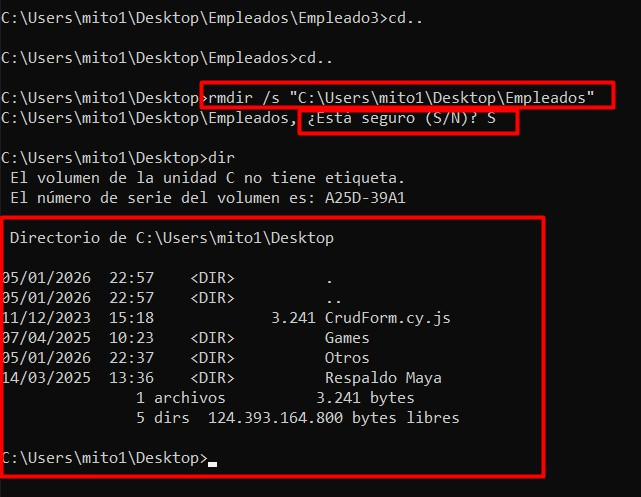 C:\Users\mito1\Desktop\Empleados\Empleado3>cd..
C:\Users\mito1\Desktop\Empleados>cd..
C:\Users\mito1\Desktop>rmdir /s "C:\Users\mito1\Desktop\Empleados"
C:\Users\mito1\Desktop\Empleados, ¿Está seguro (S/N)? S
C:\Users\mito1\Desktop>dir
 El volumen de la unidad C no tiene etiqueta.
 El número de serie del volumen es: A25D-39A1
 Directorio de C:\Users\mito1\Desktop
05/01/2026  22:57    <DIR>          .
05/01/2026  22:57    <DIR>          ..
11/12/2023  15:18             3.241 CrudForm.cy.js
07/04/2025  10:23    <DIR>          Games
05/01/2026  22:37    <DIR>          Otros
14/03/2025  13:36    <DIR>          Respaldo Maya
               1 archivos          3.241 bytes
               5 dirs  124.393.164.800 bytes libres
C:\Users\mito1\Desktop>